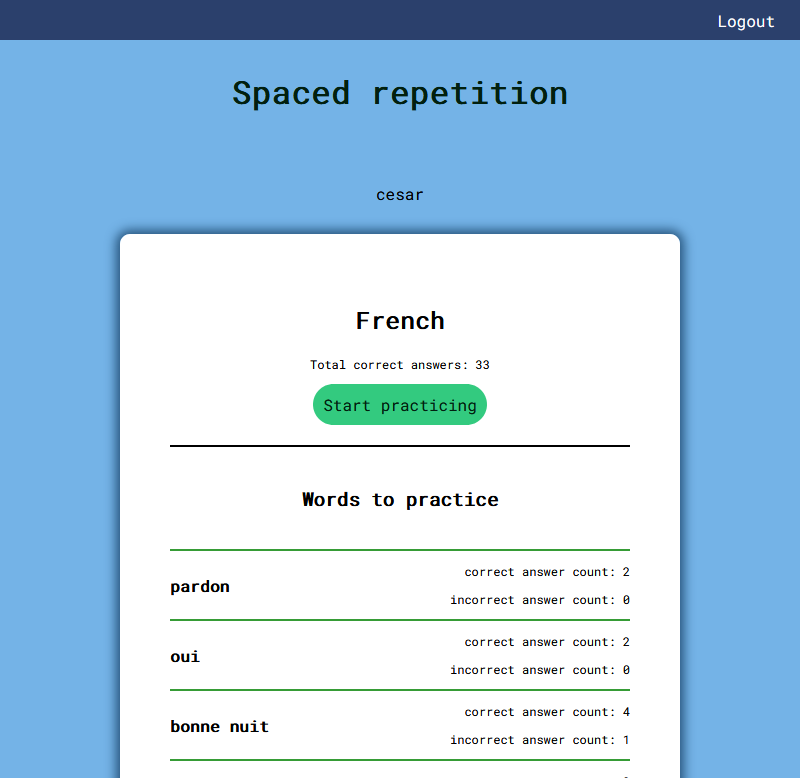 Logout
Spaced repetition
cesar
French
Total correct answers: 33
Start practicing
Words to practice
correct answer count: 2
pardon
incorrect answer count: 0
correct answer count: 2
oui
incorrect answer count: 0
correct answer count: 4
bonne nuit
incorrect answer count: 1